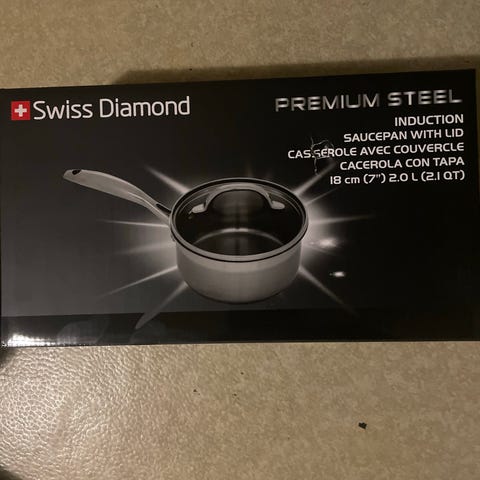 Swiss Diamond
PREMIUM STEEL
INDUCTION
SAUCEPAN WITH LID
CASSEROLE AVEC COUVERCLE
CACEROLA CON TAPA
18 cm (7") 2.0 L (2.1 QT)